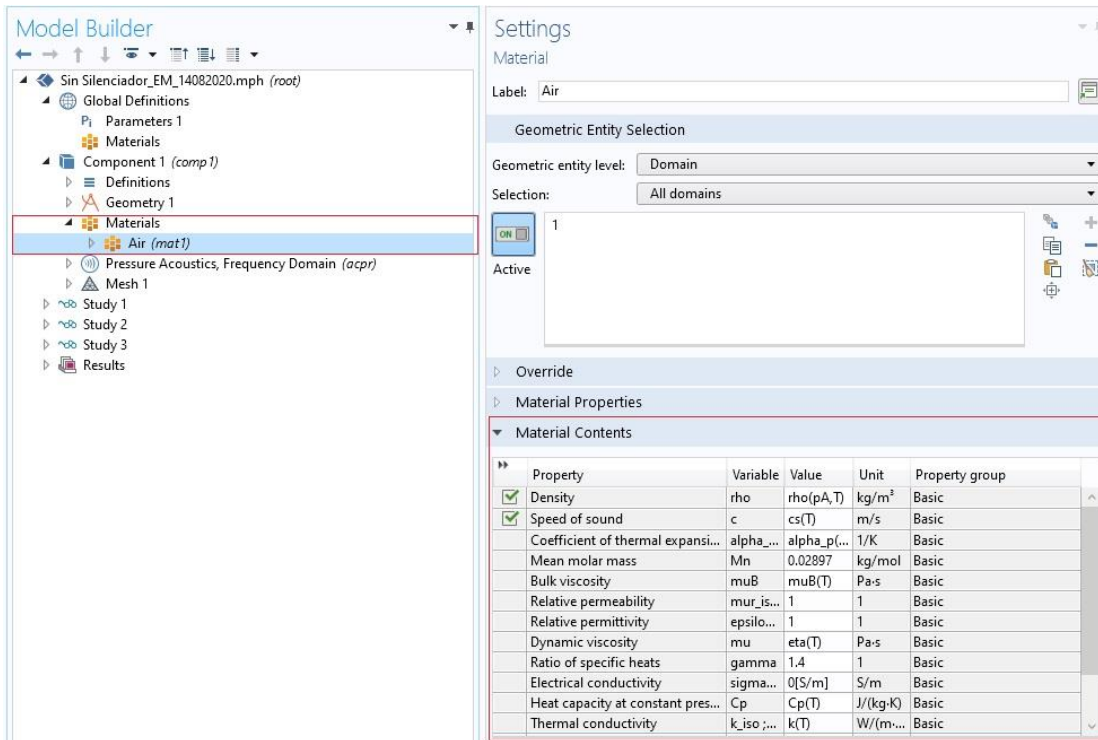 Model Builder
Sin Silenciador_EM_14082020.mph (root)
Global Definitions
Pi Parameters 1
Materials
Component 1 (comp1)
Definitions
Geometry 1
Materials
Air (mat1)
Pressure Acoustics, Frequency Domain (acpr)
Mesh 1
Study 1
Study 2
Study 3
Results
Settings
Material
Label: Air
Geometric Entity Selection
Geometric entity level: Domain
Selection: All domains
ON
1
Active
Override
Material Properties
Material Contents
Property Variable Value Unit Property group
Density rho rho(pA,T) kg/m³ Basic
Speed of sound c cs(T) m/s Basic
Coefficient of thermal expansi... alpha_... alpha_p(... 1/K Basic
Mean molar mass Mn 0.02897 kg/mol Basic
Bulk viscosity muB muB(T) Pa·s Basic
Relative permeability mur_is... 1 1 Basic
Relative permittivity epsilo... 1 1 Basic
Dynamic viscosity mu eta(T) Pa·s Basic
Ratio of specific heats gamma 1.4 1 Basic
Electrical conductivity sigma... 0[S/m] S/m Basic
Heat capacity at constant pres... Cp Cp(T) J/(kg·K) Basic
Thermal conductivity k_iso ;... k(T) W/(m·... Basic